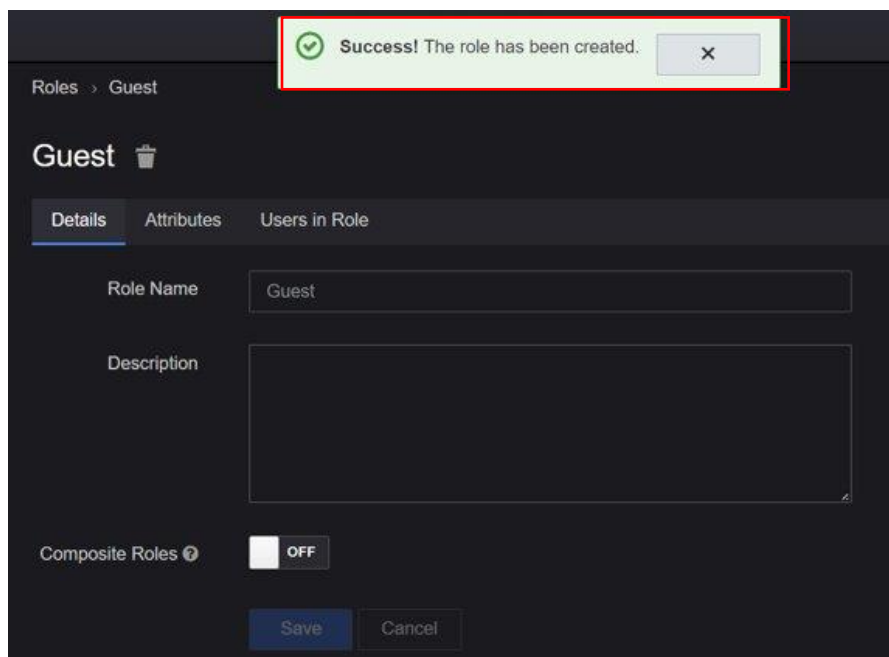 Success! The role has been created. ×
Roles › Guest
Guest
Details Attributes Users in Role
Role Name Guest
Description
Composite Roles ? OFF
Save Cancel